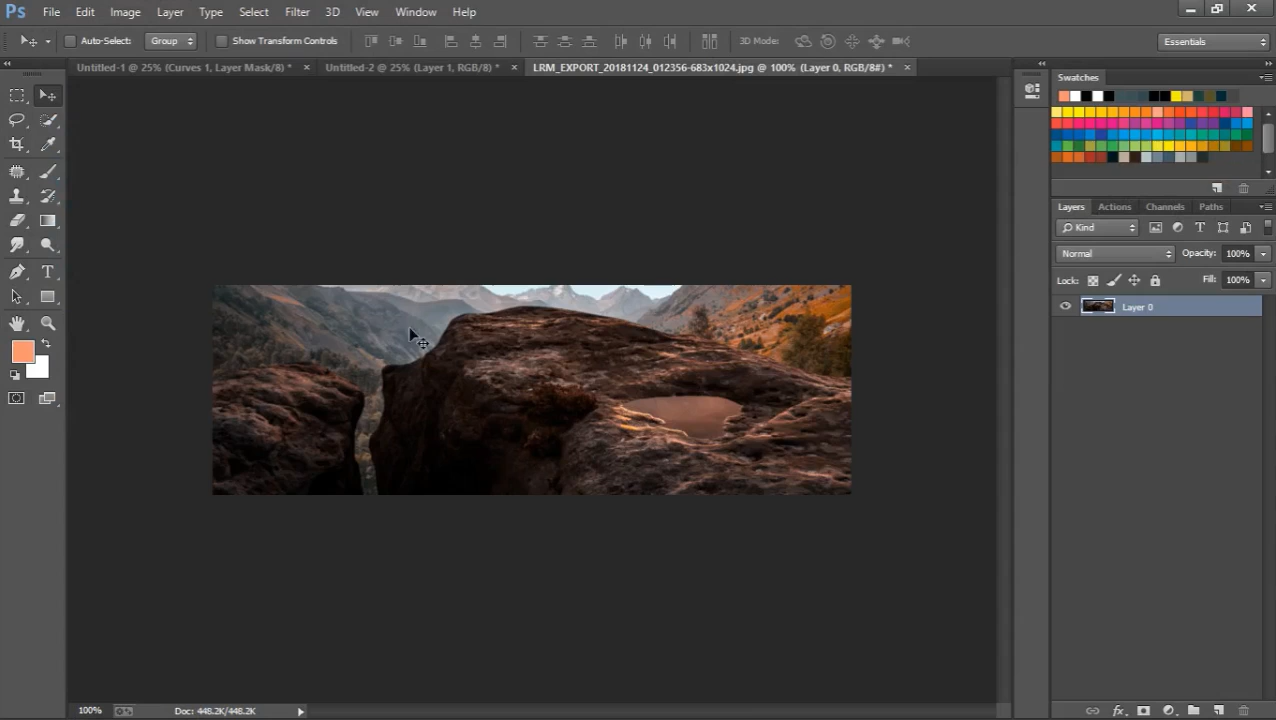 Ps File Edit Image Layer Type Select Filter 3D View Window Help
Auto-Select: Group Show Transform Controls 3D Mode: Essentials
Untitled-1 @ 25% (Curves 1, Layer Mask/8) * × Untitled-2 @ 25% (Layer 1, RGB/8) * × LRM_EXPORT_20181124_012356-683x1024.jpg @ 100% (Layer 0, RGB/8#) * ×
Swatches
Layers Actions Channels Paths
Kind
Normal Opacity: 100%
Lock: Fill: 100%
Layer 0
100% Doc: 448.2K/448.2K